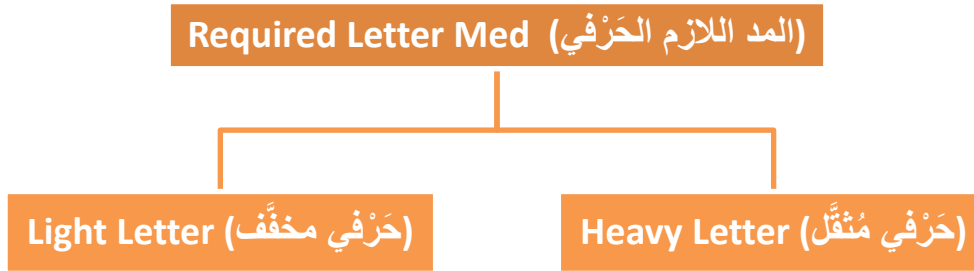 Required Letter Med (المد اللازم الحَرْفي)
Light Letter (حَرْفي مخفَّف)
Heavy Letter (حَرْفي مُثقَّل)